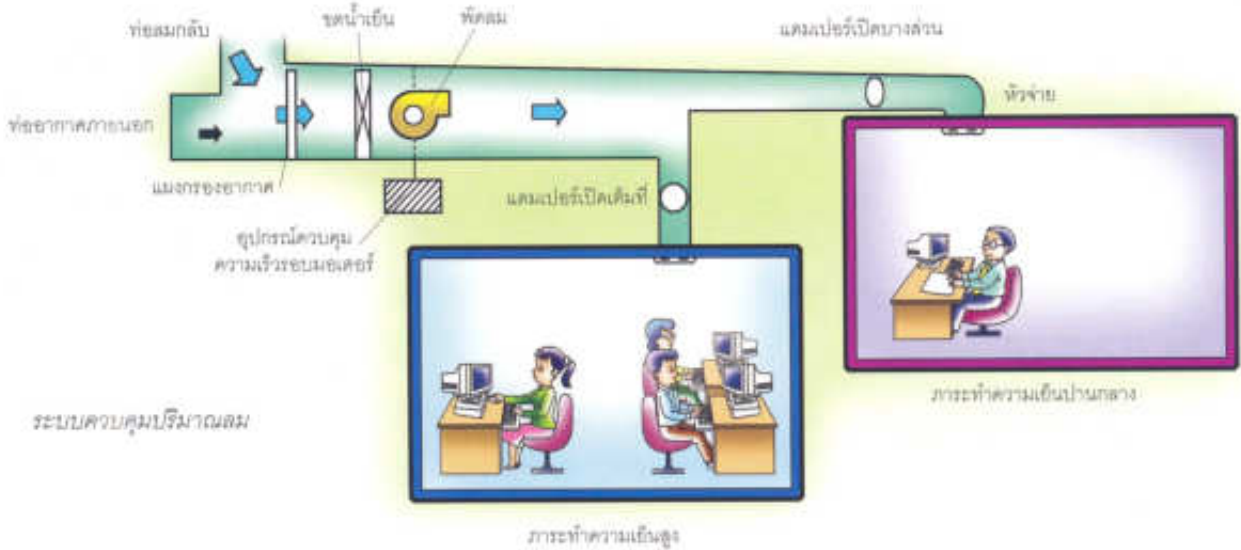 ท่อลมกลับ
ขดน้ำเย็น
พัดลม
แดมเปอร์เปิดบางส่วน
หัวจ่าย
ท่ออากาศภายนอก
แผงกรองอากาศ
แดมเปอร์เปิดเต็มที่
อุปกรณ์ควบคุม
ความเร็วรอบมอเตอร์
ภาระทำความเย็นปานกลาง
ระบบควบคุมปริมาณลม
ภาระทำความเย็นสูง